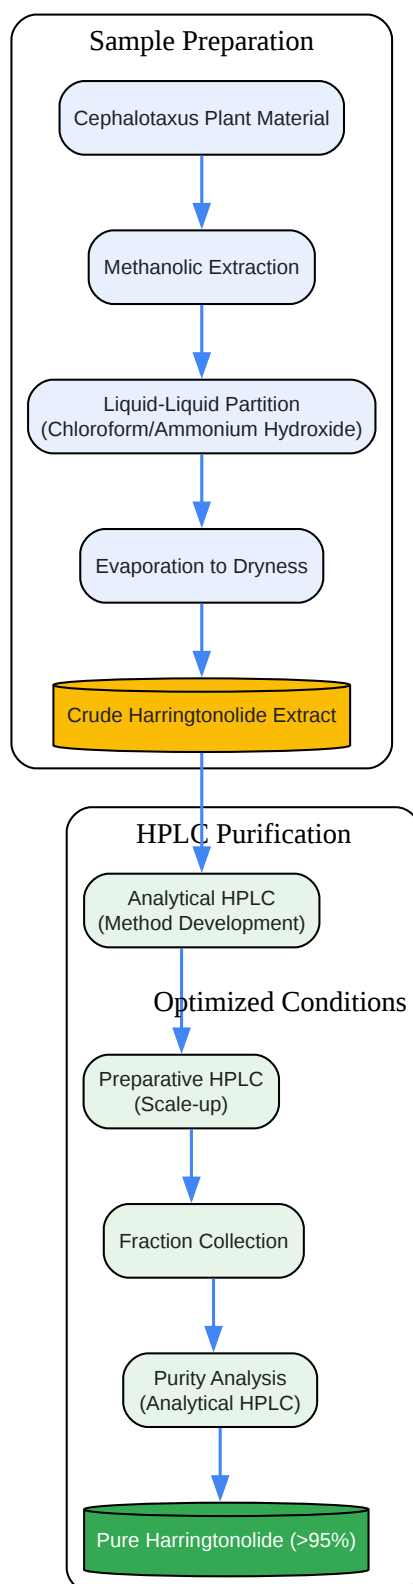 Sample Preparation
Cephalotaxus Plant Material
Methanolic Extraction
Liquid-Liquid Partition
(Chloroform/Ammonium Hydroxide)
Evaporation to Dryness
Crude Harringtonolide Extract
HPLC Purification
Analytical HPLC
(Method Development)
Optimized Conditions
Preparative HPLC
(Scale-up)
Fraction Collection
Purity Analysis
(Analytical HPLC)
Pure Harringtonolide (>95%)